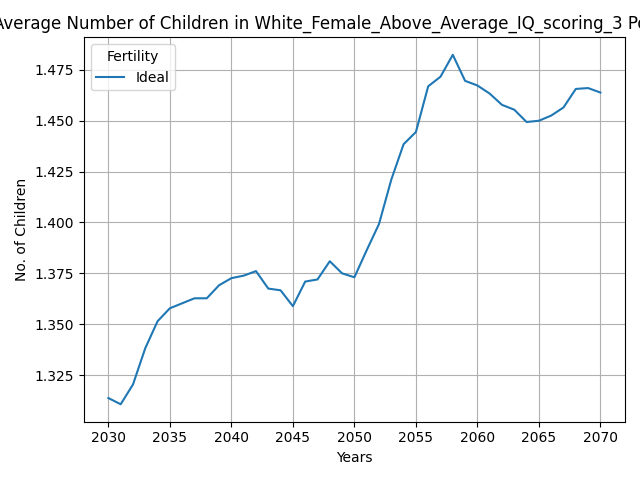 Average Number of Children in White_Female_Above_Average_IQ_scoring_3
Fertility
Ideal
No. of Children
1.475
1.450
1.425
1.400
1.375
1.350
1.325
2030 2035 2040 2045 2050 2055 2060 2065 2070
Years